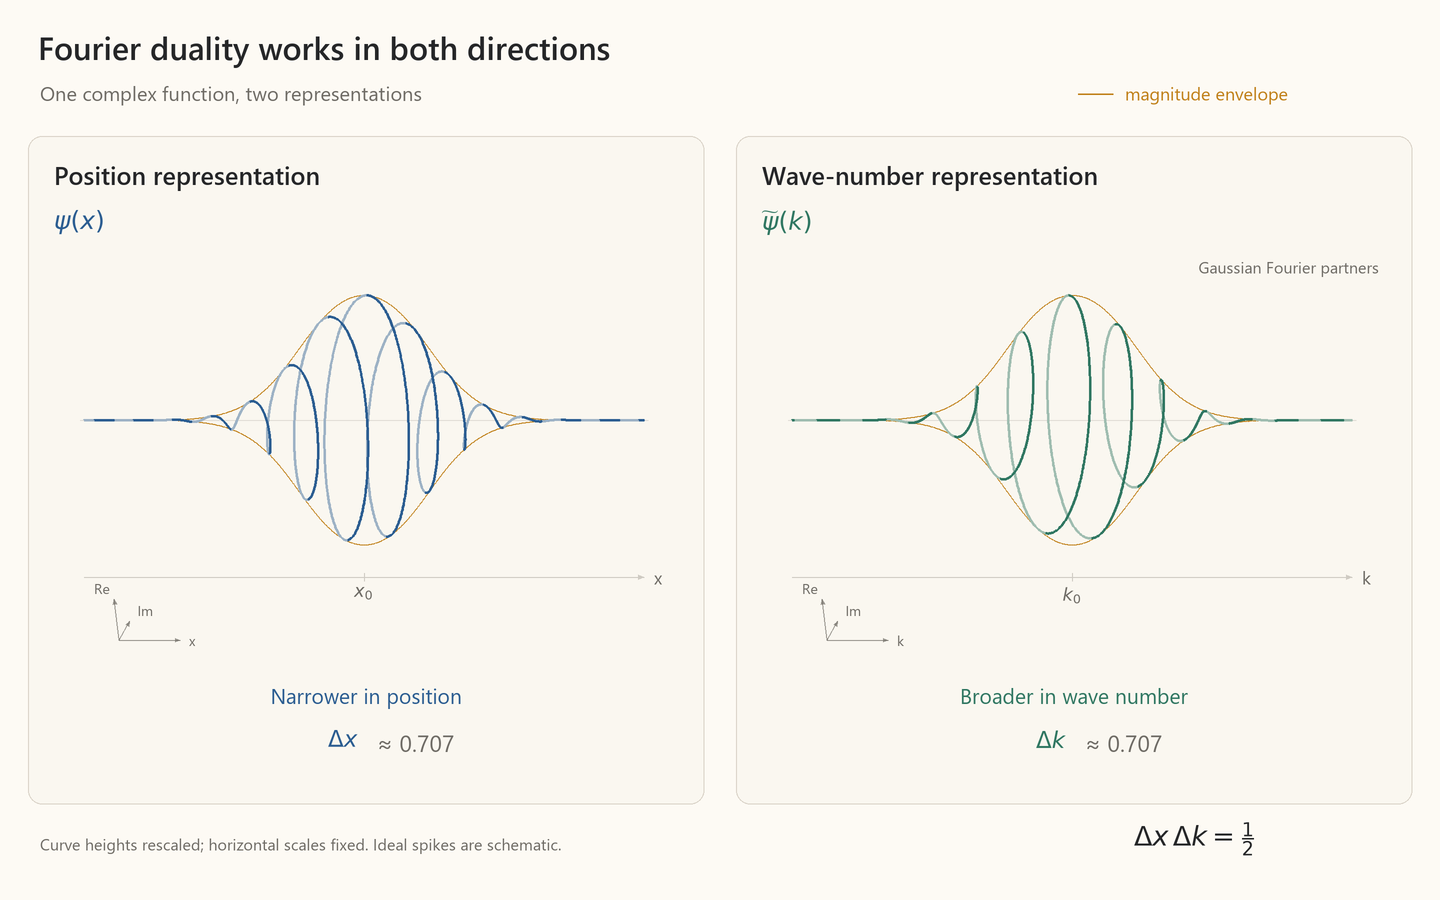 Fourier duality works in both directions
One complex function, two representations
magnitude envelope
Position representation
ψ(x)
Re
Im
x
x₀
x
Narrower in position
Δx ≈ 0.707
Wave-number representation
ψ̃(k)
Gaussian Fourier partners
Re
Im
k
k₀
k
Broader in wave number
Δk ≈ 0.707
Curve heights rescaled; horizontal scales fixed. Ideal spikes are schematic.
Δx Δk = ½